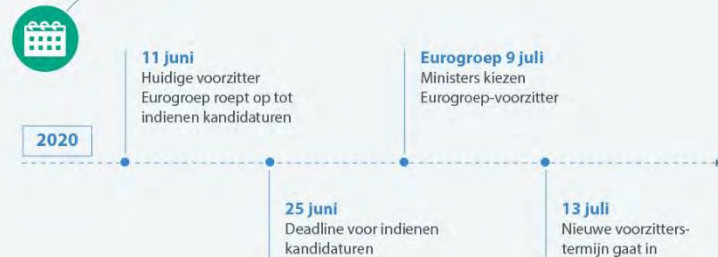 11 juni
Huidige voorzitter
Eurogroep roept op tot
indienen kandidaturen
Eurogroep 9 juli
Ministers kiezen
Eurogroep-voorzitter
2020
25 juni
Deadline voor indienen
kandidaturen
13 juli
Nieuwe voorzitters-
termijn gaat in